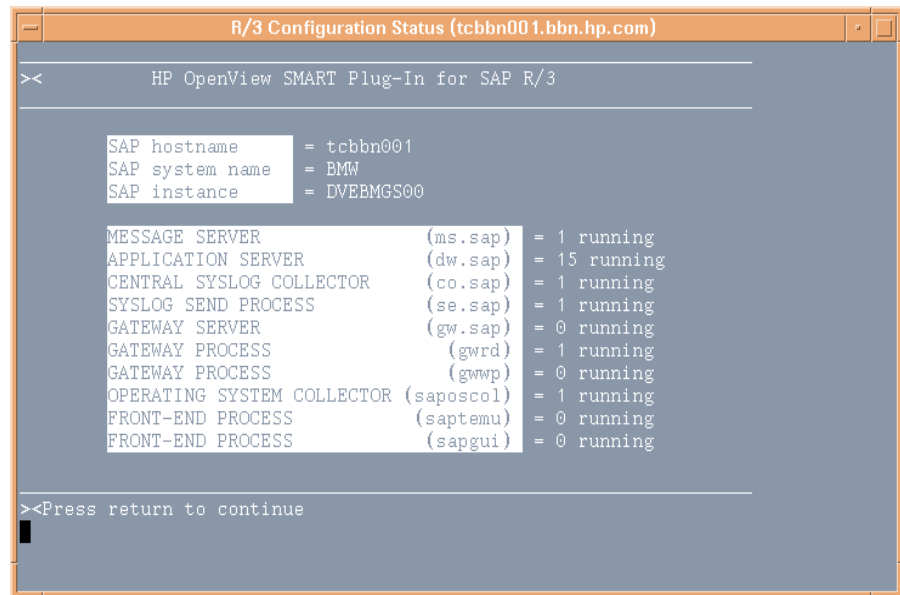 R/3 Configuration Status (tcbbn001.bbn.hp.com)
>< HP OpenView SMART Plug-In for SAP R/3
SAP hostname = tcbbn001
SAP system name = BMW
SAP instance = DVEBMGS00
MESSAGE SERVER (ms.sap) = 1 running
APPLICATION SERVER (dw.sap) = 15 running
CENTRAL SYSLOG COLLECTOR (co.sap) = 1 running
SYSLOG SEND PROCESS (se.sap) = 1 running
GATEWAY SERVER (gw.sap) = 0 running
GATEWAY PROCESS (gwrd) = 1 running
GATEWAY PROCESS (gwwp) = 0 running
OPERATING SYSTEM COLLECTOR (saposcol) = 1 running
FRONT-END PROCESS (saptemu) = 0 running
FRONT-END PROCESS (sapgui) = 0 running
><Press return to continue